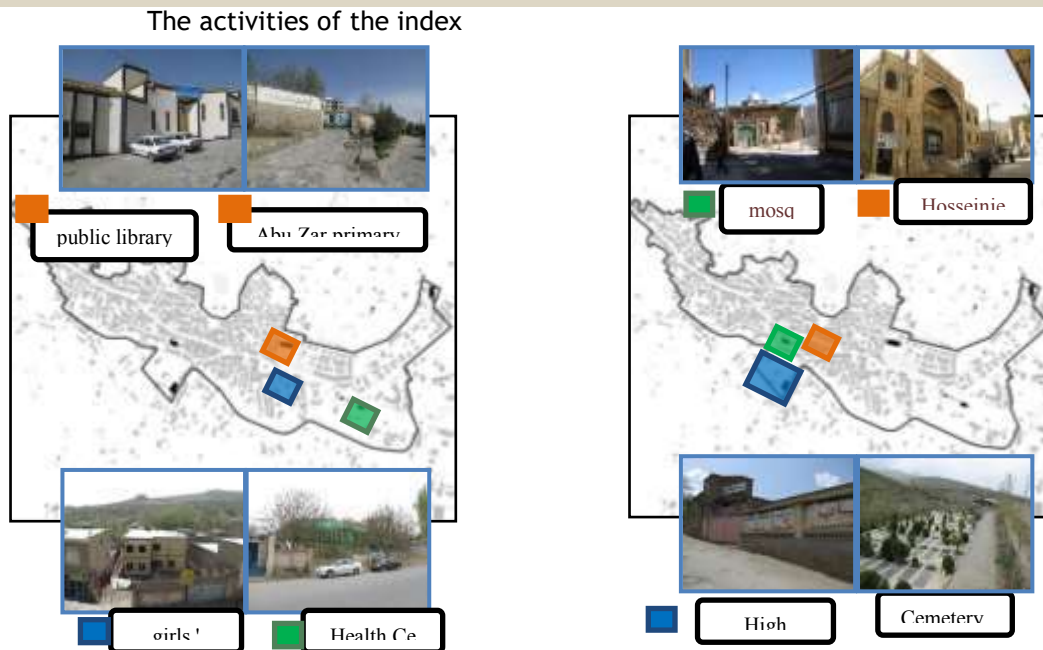 The activities of the index
public library
Abu Zar primary
mosq
Hosseinie
girls '
Health Ce
High
Cemetery